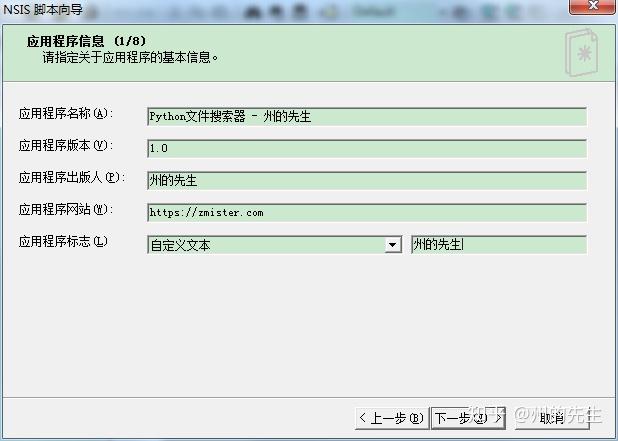 NSIS 脚本向导
应用程序信息 (1/8)
请指定关于应用程序的基本信息。
应用程序名称(A): Python文件搜索器 - 州的先生
应用程序版本(V): 1.0
应用程序出版人(P): 州的先生
应用程序网站(W): https://zmister.com
应用程序标志(L) 自定义文本 州的先生
< 上一步(B) 下一步(N) > 取消
知乎 @州的先生